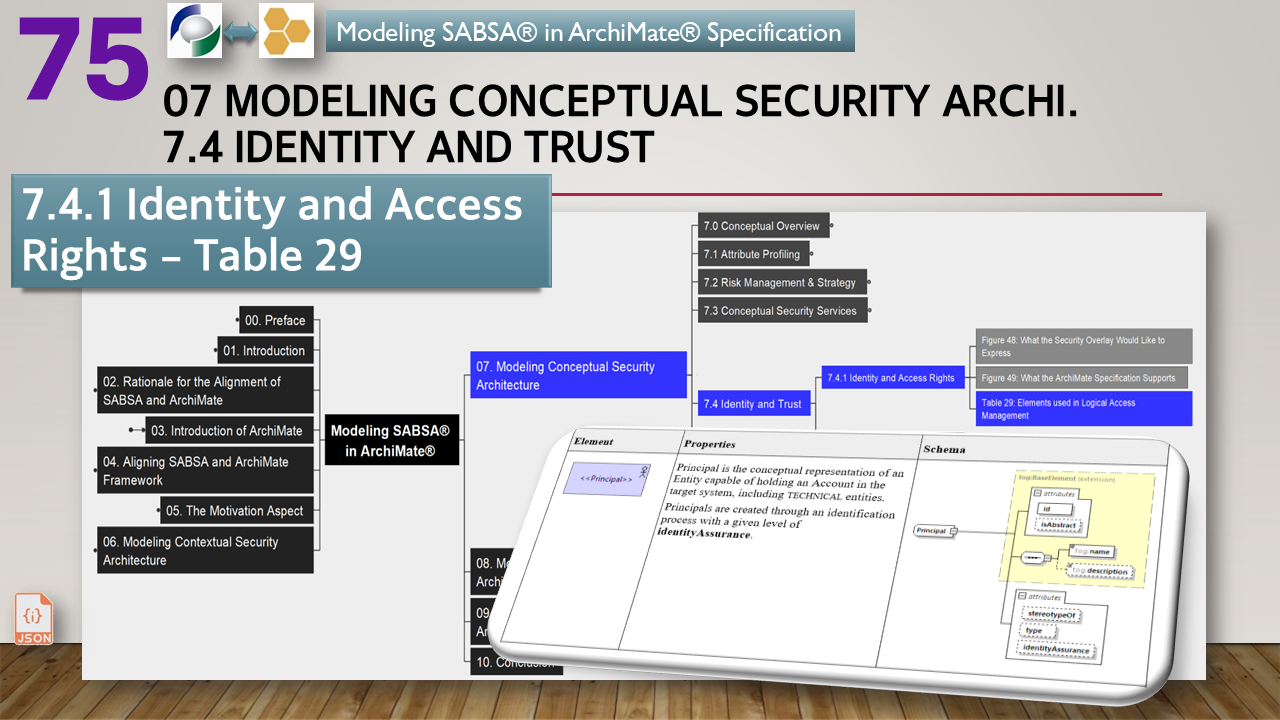 75
Modeling SABSA® in ArchiMate® Specification
07 MODELING CONCEPTUAL SECURITY ARCHI.
7.4 IDENTITY AND TRUST
7.4.1 Identity and Access
Rights – Table 29
7.0 Conceptual Overview
7.1 Attribute Profiling
7.2 Risk Management & Strategy
7.3 Conceptual Security Services
00. Preface
01. Introduction
02. Rationale for the Alignment of
SABSA and ArchiMate
03. Introduction of ArchiMate
04. Aligning SABSA and ArchiMate
Framework
05. The Motivation Aspect
06. Modeling Contextual Security
Architecture
Modeling SABSA®
in ArchiMate®
07. Modeling Conceptual Security
Architecture
7.4 Identity and Trust
7.4.1 Identity and Access Rights
Figure 48: What the Security Overlay Would Like to
Express
Figure 49: What the ArchiMate Specification Supports
Table 29: Elements used in Logical Access
Management
08. M
Archi
09
Ar
10. Conclusion
Element
Properties
Schema
<<Principal>>
Principal is the conceptual representation of an
Entity capable of holding an Account in the
target system, including TECHNICAL entities.
Principals are created through an identification
process with a given level of
identityAssurance.
tog:BaseElement (extension)
attributes
id
isAbstract
Principal
tog:name
tog:description
attributes
stereotypeOf
type
identityAssurance
{i}
JSON